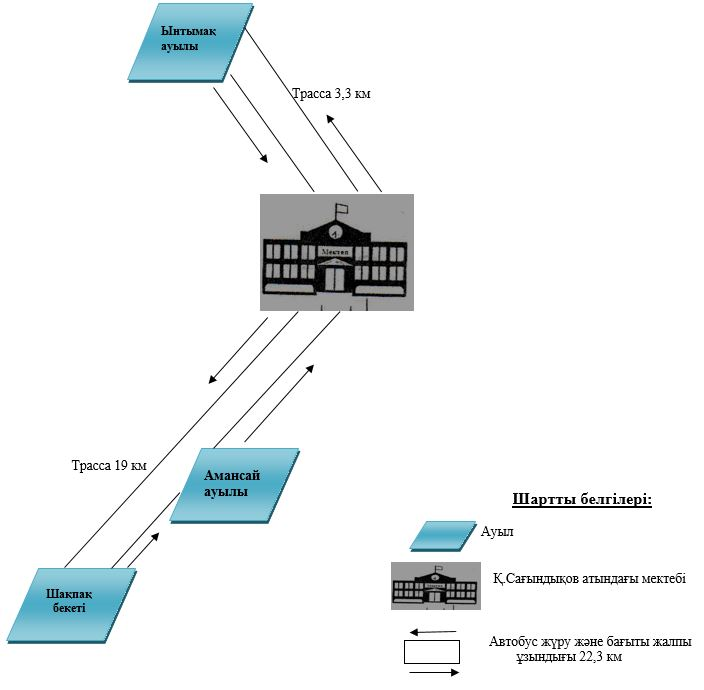 Ынтымақ
ауылы
Трасса 3,3 км
1
Мектеп
Трасса 19 км
Амансай
ауылы
Шақпақ
бекеті
Шартты белгілері:
Ауыл
Қ.Сағындықов атындағы мектебі
Автобус жүру және бағыты жалпы
ұзындығы 22,3 км